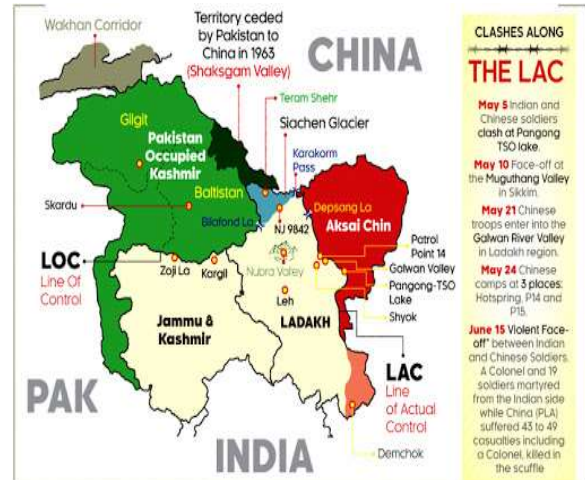 Wakhan Corridor
Territory ceded
by Pakistan to
China in 1963
(Shaksgam Valley)
CHINA
Teram Shehr
Siachen Glacier
Gilgit
Pakistan
Occupied
Kashmir
Karakorm
Pass
Baltistan
Skardu
Bilafond La
NJ 9842
Depsang La
Aksai Chin
LOC
Line Of
Control
Zoji La
Kargil
Nubra Valley
Leh
Patrol
Point 14
Galwan Valley
Pangong-TSO
Lake
Shyok
Jammu &
Kashmir
LADAKH
LAC
Line
of Actual
Control
PAK
INDIA
Demchok
CLASHES ALONG
THE LAC
May 5 Indian and
Chinese soldiers
clash at Pangong
TSO lake.
May 10 Face-off at
the Muguthang Valley
in Sikkim.
May 21 Chinese
troops enter into the
Galwan River Valley
in Ladakh region.
May 24 Chinese
camps at 3 places:
Hotspring, P14 and
P15.
June 15 Violent Face-
off" between Indian
and Chinese Soldiers.
A Colonel and 19
soldiers martyred
from the Indian side
while China (PLA)
suffered 43 to 49
casualties including
a Colonel, killed in
the scuffle